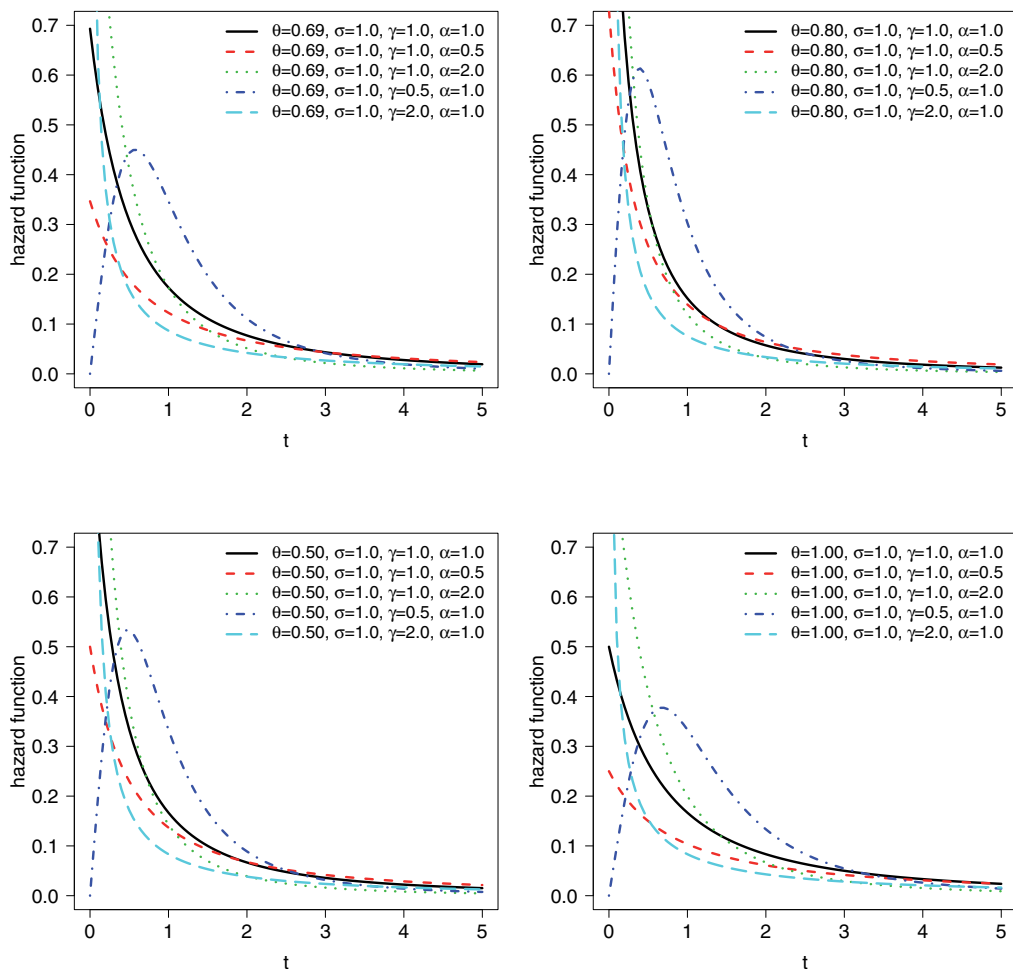 0.7
0.6
0.5
0.4
0.3
0.2
0.1
0.0
hazard function
θ=0.69, σ=1.0, γ=1.0, α=1.0
θ=0.69, σ=1.0, γ=1.0, α=0.5
θ=0.69, σ=1.0, γ=1.0, α=2.0
θ=0.69, σ=1.0, γ=0.5, α=1.0
θ=0.69, σ=1.0, γ=2.0, α=1.0
0 1 2 3 4 5
t
0.7
0.6
0.5
0.4
0.3
0.2
0.1
0.0
hazard function
θ=0.80, σ=1.0, γ=1.0, α=1.0
θ=0.80, σ=1.0, γ=1.0, α=0.5
θ=0.80, σ=1.0, γ=1.0, α=2.0
θ=0.80, σ=1.0, γ=0.5, α=1.0
θ=0.80, σ=1.0, γ=2.0, α=1.0
0 1 2 3 4 5
t
0.7
0.6
0.5
0.4
0.3
0.2
0.1
0.0
hazard function
θ=0.50, σ=1.0, γ=1.0, α=1.0
θ=0.50, σ=1.0, γ=1.0, α=0.5
θ=0.50, σ=1.0, γ=1.0, α=2.0
θ=0.50, σ=1.0, γ=0.5, α=1.0
θ=0.50, σ=1.0, γ=2.0, α=1.0
0 1 2 3 4 5
t
0.7
0.6
0.5
0.4
0.3
0.2
0.1
0.0
hazard function
θ=1.00, σ=1.0, γ=1.0, α=1.0
θ=1.00, σ=1.0, γ=1.0, α=0.5
θ=1.00, σ=1.0, γ=1.0, α=2.0
θ=1.00, σ=1.0, γ=0.5, α=1.0
θ=1.00, σ=1.0, γ=2.0, α=1.0
0 1 2 3 4 5
t